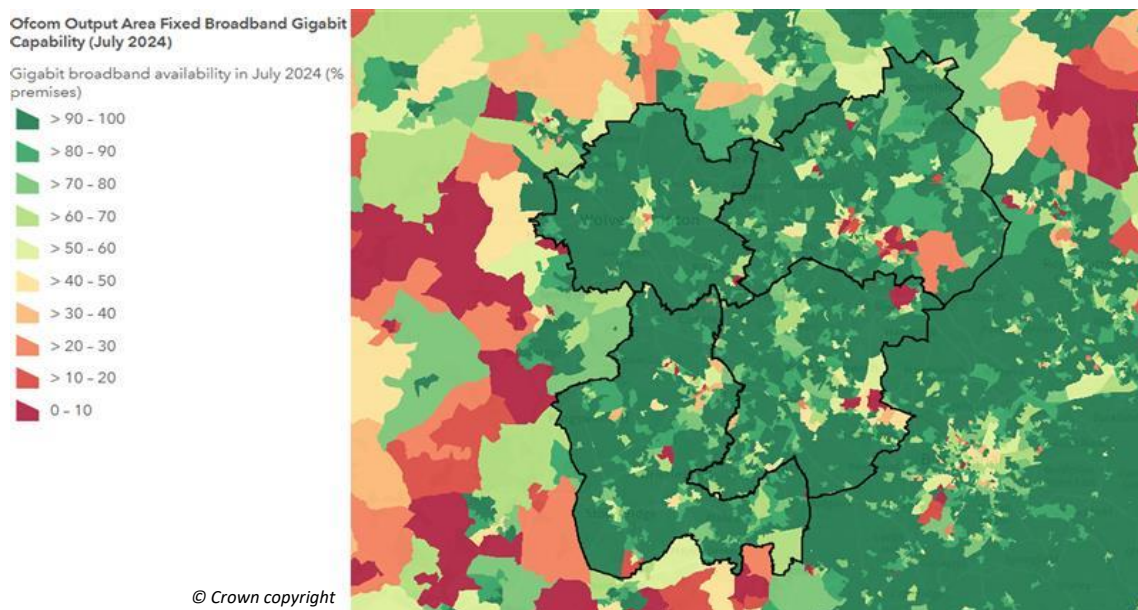 Ofcom Output Area Fixed Broadband Gigabit
Capability (July 2024)
Gigabit broadband availability in July 2024 (%
premises)
> 90 - 100
> 80 - 90
> 70 - 80
> 60 - 70
> 50 - 60
> 40 - 50
> 30 - 40
> 20 - 30
> 10 - 20
0 - 10
© Crown copyright